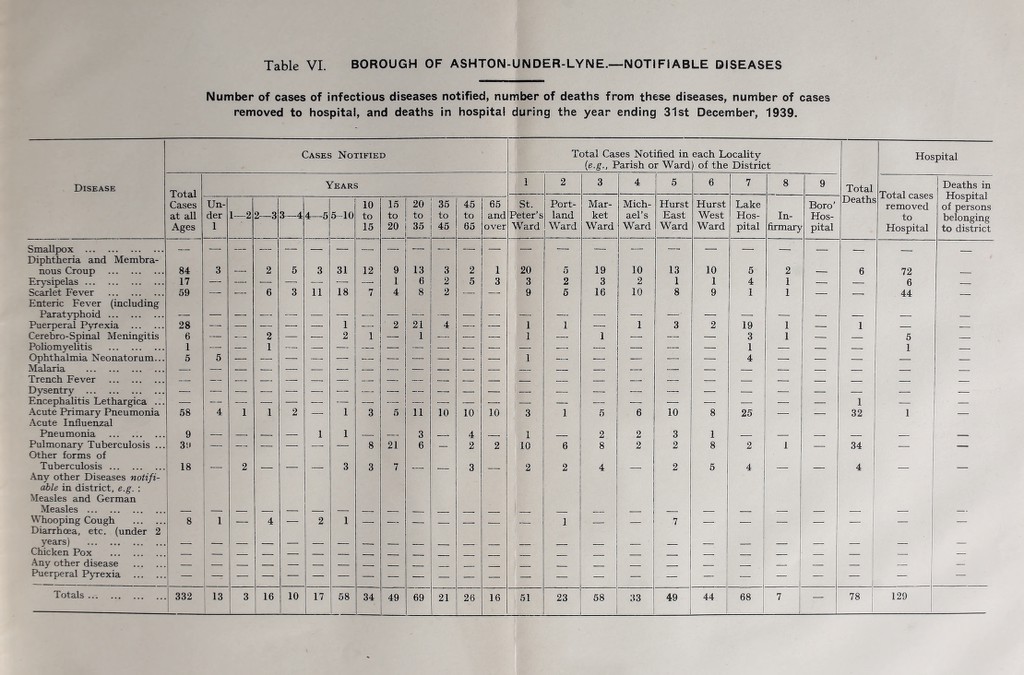 Table VI. BOROUGH OF ASHTON-UNDER-LYNE.—NOTIFIABLE DISEASES
Number of cases of infectious diseases notified, number of deaths from these diseases, number of cases
removed to hospital, and deaths in hospital during the year ending 31st December, 1939.
DISEASE | CASES NOTIFIED | Total Cases Notified in each Locality (e.g., Parish or Ward) of the District | Total Deaths | Hospital
Total Cases at all Ages | YEARS | 1 | 2 | 3 | 4 | 5 | 6 | 7 | 8 | 9 | Total cases removed to Hospital | Deaths in Hospital of persons belonging to district
Under 1 | 1—2 | 2—3 | 3—4 | 4—5 | 5—10 | 10 to 15 | 15 to 20 | 20 to 35 | 35 to 45 | 45 to 65 | 65 and over | St. Peter's Ward | Portland Ward | Market Ward | Michael's Ward | Hurst East Ward | Hurst West Ward | Lake Hospital | Infirmary | Boro' Hospital
Smallpox ... ... ... ... ... — — — — — — — — — — — — — — — — — — — — — — — — —
Diphtheria and Membra-
nous Croup ... ... ... 84 3 — 2 5 3 31 12 9 13 3 2 1 20 5 19 10 13 10 5 2 — 6 72 —
Erysipelas ... ... ... ... ... 17 — — — — — — — 1 6 2 5 3 3 2 3 2 1 1 4 1 — — 6 —
Scarlet Fever ... ... ... ... 59 — — 6 3 11 18 7 4 8 2 — — 9 5 16 10 8 9 1 1 — — 44 —
Enteric Fever (including
Paratyphoid ... ... ... ... — — — — — — — — — — — — — — — — — — — — — — — — —
Puerperal Pyrexia ... ... 28 — — — — — 1 — 2 21 4 — — 1 1 — 1 3 2 19 1 — 1 — —
Cerebro-Spinal Meningitis 6 — — 2 — — 2 1 — 1 — — — 1 — 1 — — — 3 1 — — 5 —
Poliomyelitis ... ... ... 1 — — 1 — — — — — — — — — — — — — — — 1 — — — 1 —
Ophthalmia Neonatorum... 5 5 — — — — — — — — — — — 1 — — — — — 4 — — — — —
Malaria ... ... ... ... ... — — — — — — — — — — — — — — — — — — — — — — — — —
Trench Fever ... ... ... ... — — — — — — — — — — — — — — — — — — — — — — — — —
Dysentry ... ... ... ... ... — — — — — — — — — — — — — — — — — — — — — — — — —
Encephalitis Lethargica ... — — — — — — — — — — — — — — — — — — — — — — 1 — —
Acute Primary Pneumonia 58 4 1 1 2 — 1 3 5 11 10 10 10 3 1 5 6 10 8 25 — — 32 1 —
Acute Influenzal
Pneumonia ... ... ... 9 — — — — 1 1 — — 3 — 4 — 1 — 2 2 3 1 — — — — — —
Pulmonary Tuberculosis ... 39 — — — — — — 8 21 6 — 2 2 10 6 8 2 2 8 2 1 — 34 — —
Other forms of
Tuberculosis ... ... ... 18 — 2 — — — 3 3 7 — — 3 — 2 2 4 — 2 5 4 — — 4 — —
Any other Diseases notifi-
able in district, e.g. :
Measles and German
Measles ... ... ... ... ... — — — — — — — — — — — — — — — — — — — — — — — — —
Whooping Cough ... ... 8 1 — 4 — 2 1 — — — — — — — 1 — — 7 — — — — — — —
Diarrhœa, etc. (under 2
years) ... ... ... ... ... — — — — — — — — — — — — — — — — — — — — — — — — —
Chicken Pox ... ... ... ... — — — — — — — — — — — — — — — — — — — — — — — — —
Any other disease ... ... — — — — — — — — — — — — — — — — — — — — — — — — —
Puerperal Pyrexia ... ... — — — — — — — — — — — — — — — — — — — — — — — — —
Totals ... ... ... ... ... 332 13 3 16 10 17 58 34 49 69 21 26 16 51 23 58 33 49 44 68 7 — 78 129